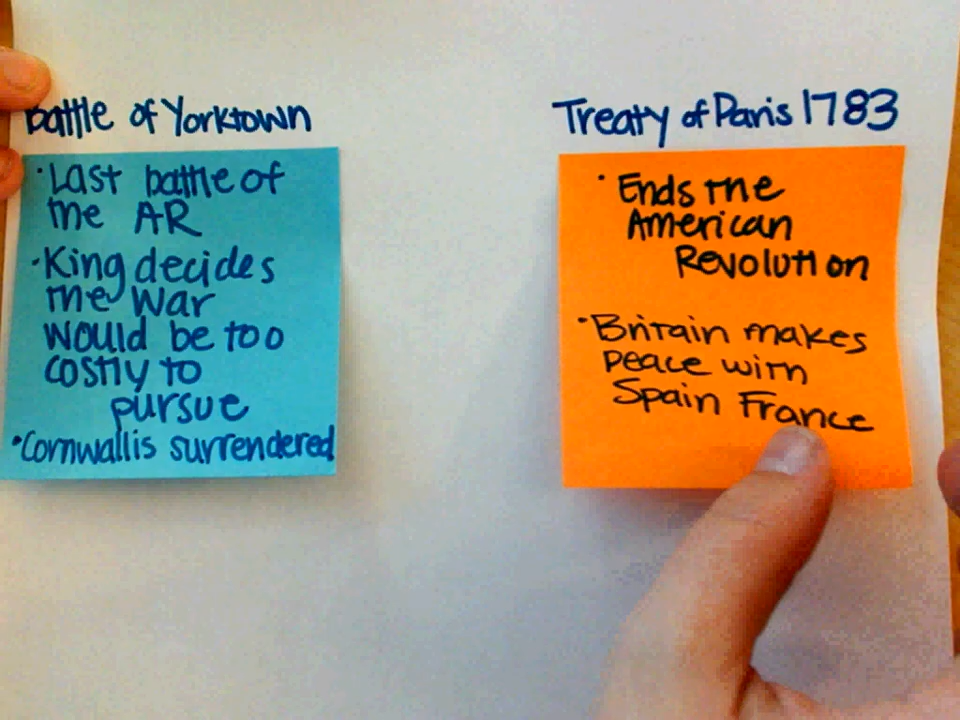 Battle of Yorktown
• Last battle of
the AR
• King decides
the war
would be too
costly to
pursue
• Cornwallis surrendered
Treaty of Paris 1783
• Ends the
American
Revolution
• Britain makes
peace with
Spain France